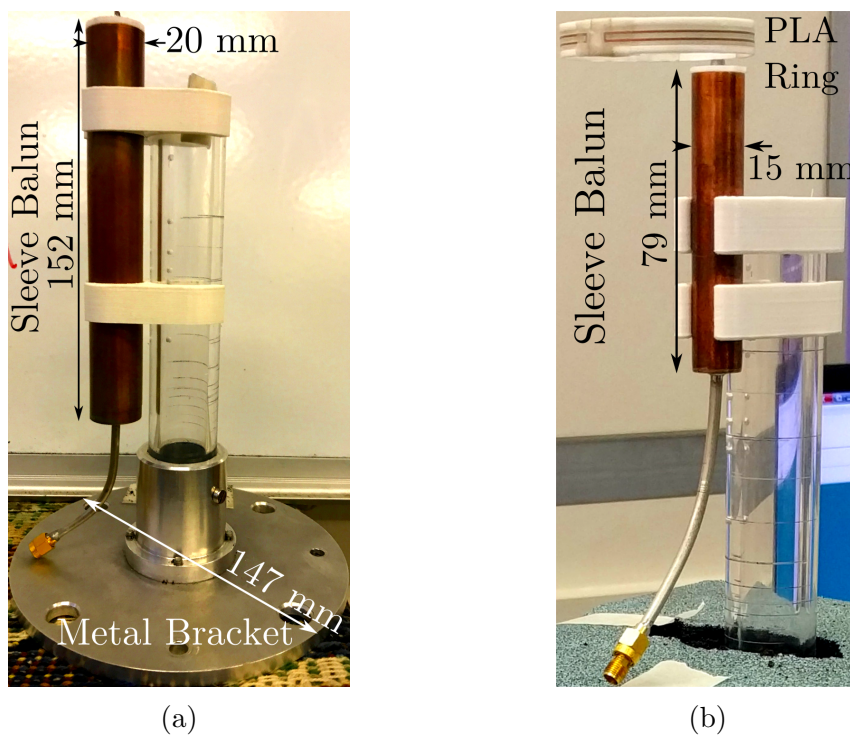 20 mm
Sleeve Balun
152 mm
147 mm
Metal Bracket
(a)
PLA
Ring
15 mm
Sleeve Balun
79 mm
(b)